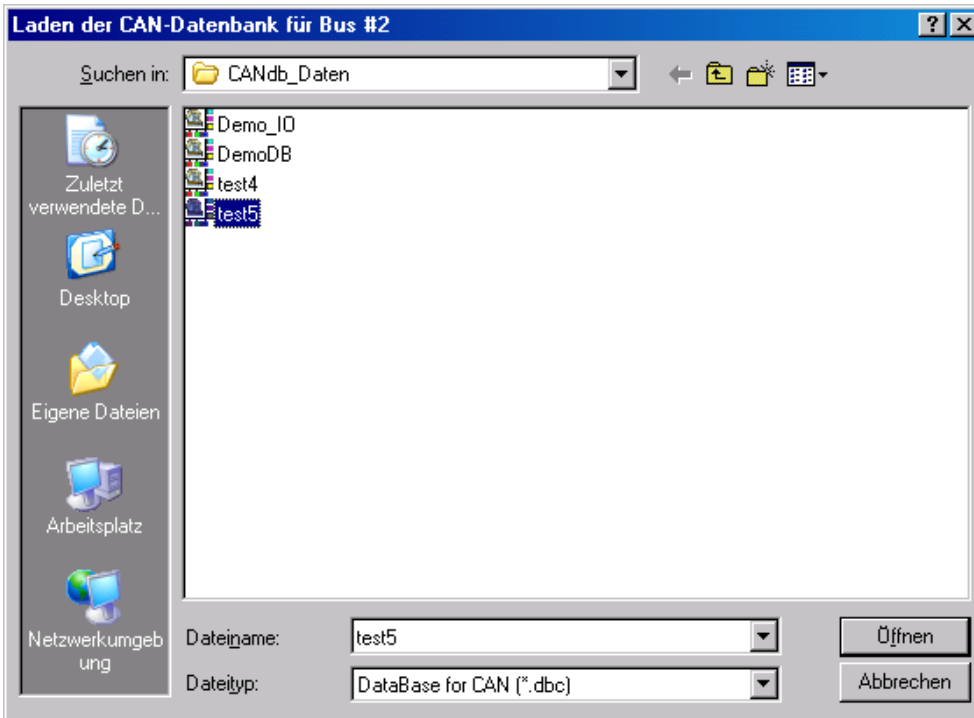 Laden der CAN-Datenbank für Bus #2
Suchen in:
CANdb_Daten
Zuletzt
verwendete D...
Desktop
Eigene Dateien
Arbeitsplatz
Netzwerkumgeb
ung
Demo_IO
DemoDB
test4
test5
Dateiname:
test5
Öffnen
Dateityp:
DataBase for CAN (*.dbc)
Abbrechen